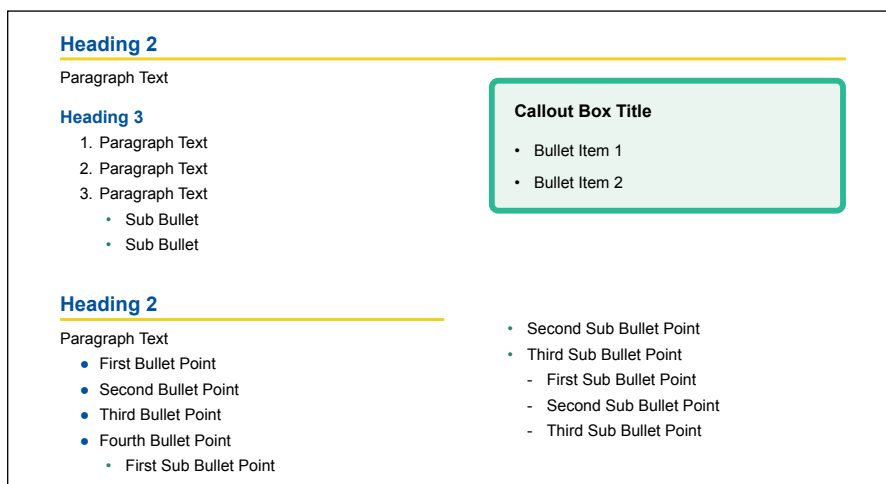 Heading 2
Paragraph Text
Heading 3
1. Paragraph Text
2. Paragraph Text
3. Paragraph Text
• Sub Bullet
• Sub Bullet
Callout Box Title
• Bullet Item 1
• Bullet Item 2
Heading 2
Paragraph Text
● First Bullet Point
● Second Bullet Point
● Third Bullet Point
● Fourth Bullet Point
• First Sub Bullet Point
• Second Sub Bullet Point
• Third Sub Bullet Point
- First Sub Bullet Point
- Second Sub Bullet Point
- Third Sub Bullet Point